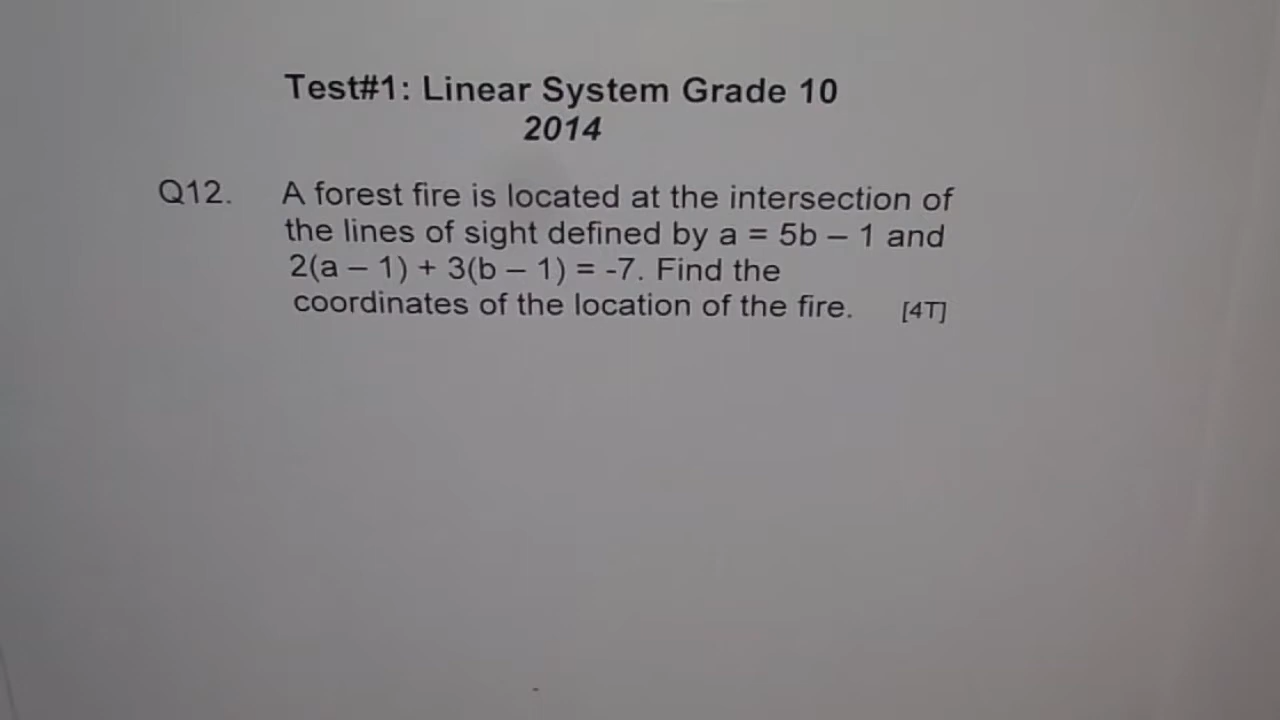 Test#1: Linear System Grade 10
2014
Q12. A forest fire is located at the intersection of
the lines of sight defined by a = 5b – 1 and
2(a – 1) + 3(b – 1) = -7. Find the
coordinates of the location of the fire. [4T]